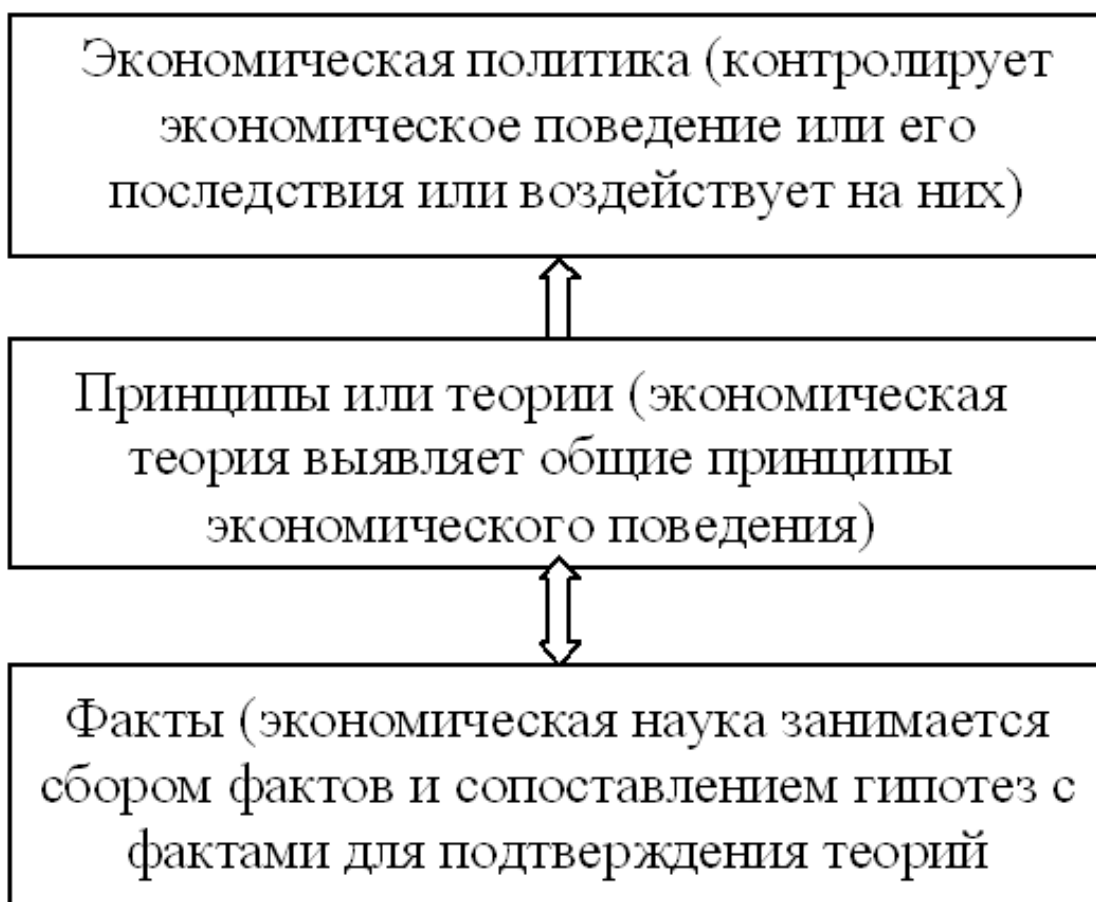 Экономическая политика (контролирует
экономическое поведение или его
последствия или воздействует на них)
Принципы или теории (экономическая
теория выявляет общие принципы
экономического поведения)
Факты (экономическая наука занимается
сбором фактов и сопоставлением гипотез с
фактами для подтверждения теорий